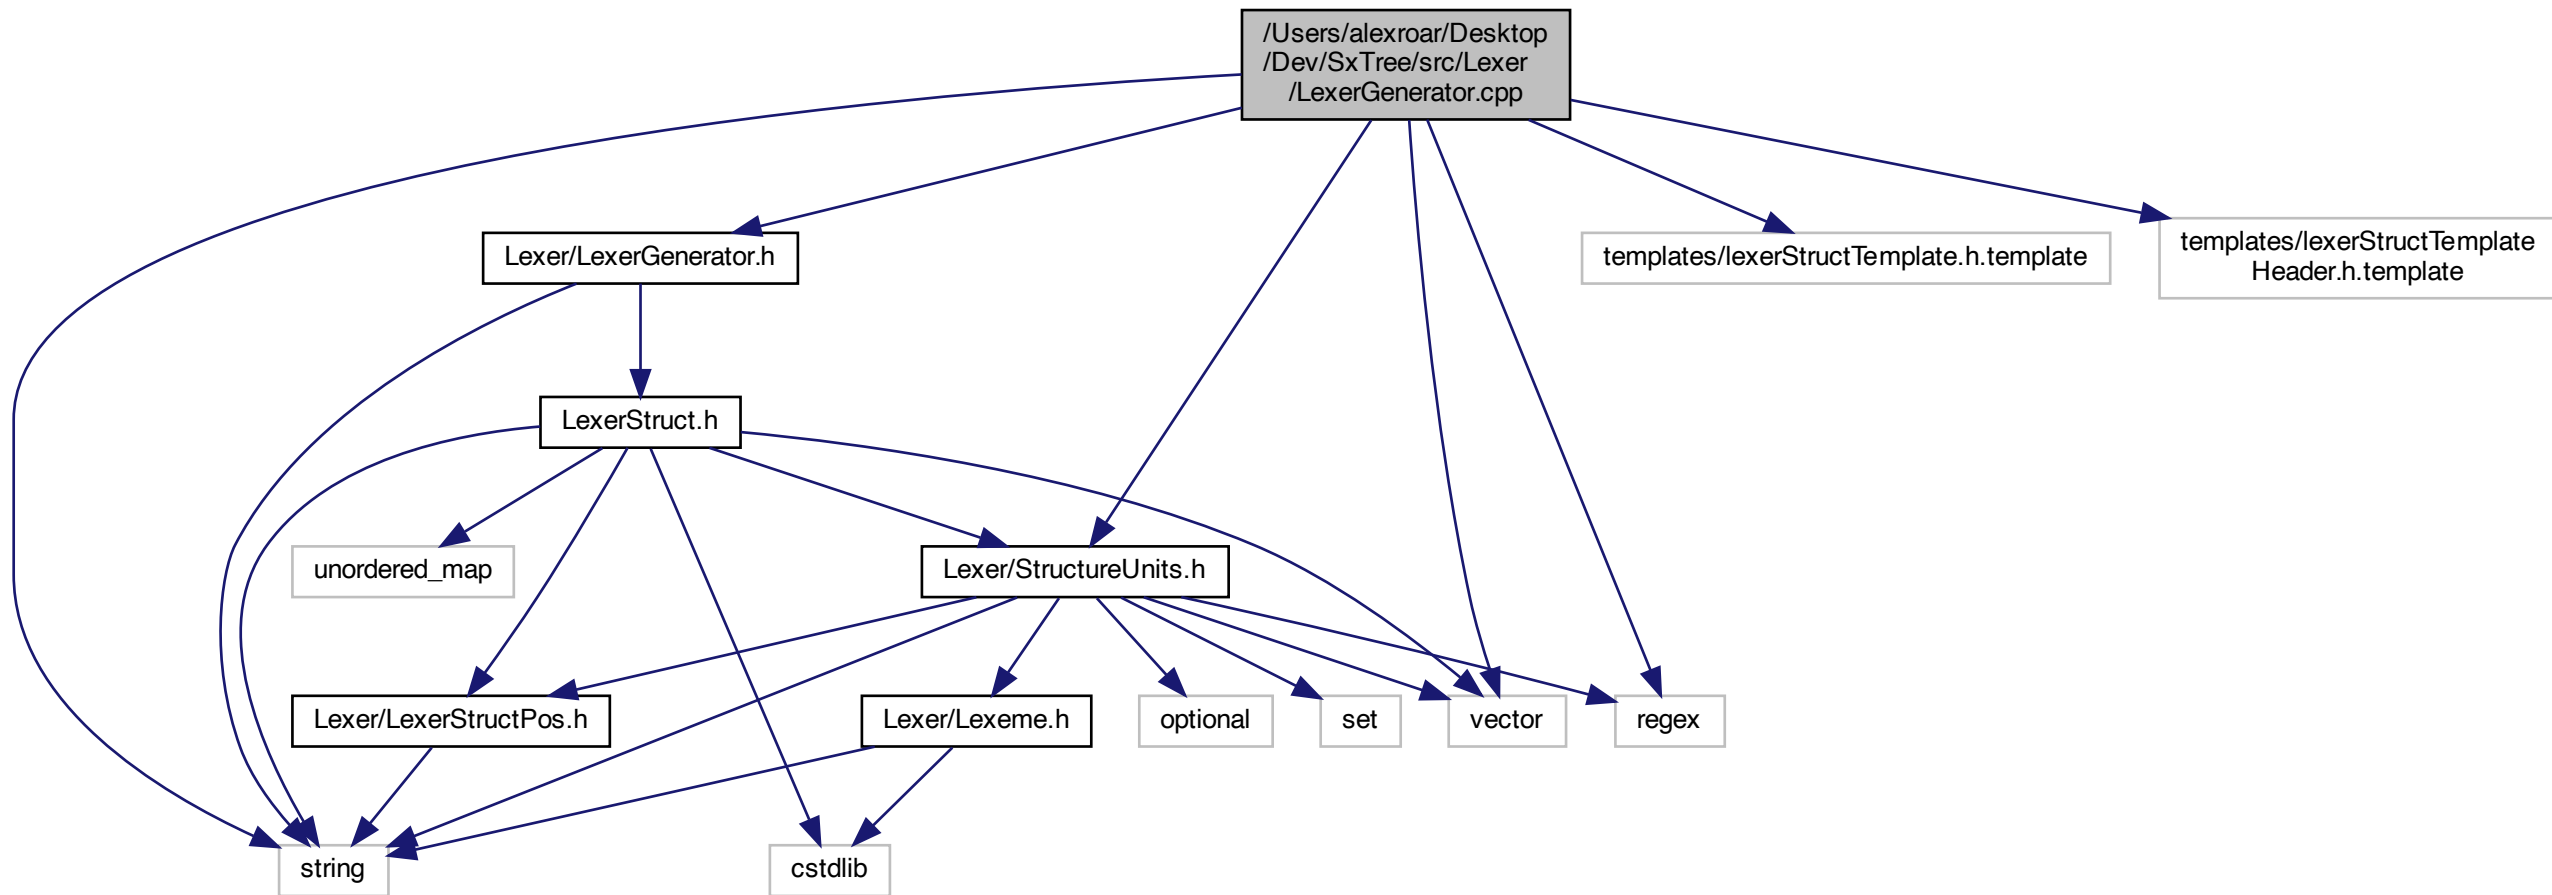 /Users/alexroar/Desktop
/Dev/SxTree/src/Lexer
/LexerGenerator.cpp
Lexer/LexerGenerator.h
templates/lexerStructTemplate.h.template
templates/lexerStructTemplate
Header.h.template
LexerStruct.h
unordered_map
Lexer/StructureUnits.h
Lexer/LexerStructPos.h
Lexer/Lexeme.h
optional
set
vector
regex
string
cstdlib